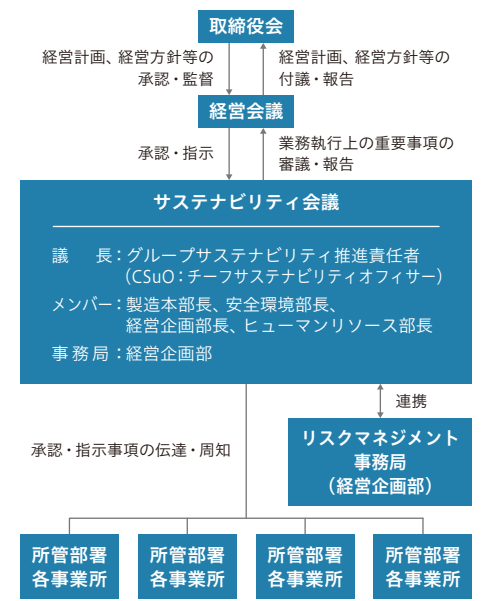 取締役会
経営計画、経営方針等の
承認・監督
経営計画、経営方針等の
付議・報告
経営会議
承認・指示
業務執行上の重要事項の
審議・報告
サステナビリティ会議
議　長：グループサステナビリティ推進責任者
（CSuO：チーフサステナビリティオフィサー）
メンバー：製造本部長、安全環境部長、
経営企画部長、ヒューマンリソース部長
事務局：経営企画部
連携
承認・指示事項の伝達・周知
リスクマネジメント
事務局
（経営企画部）
所管部署
各事業所
所管部署
各事業所
所管部署
各事業所
所管部署
各事業所